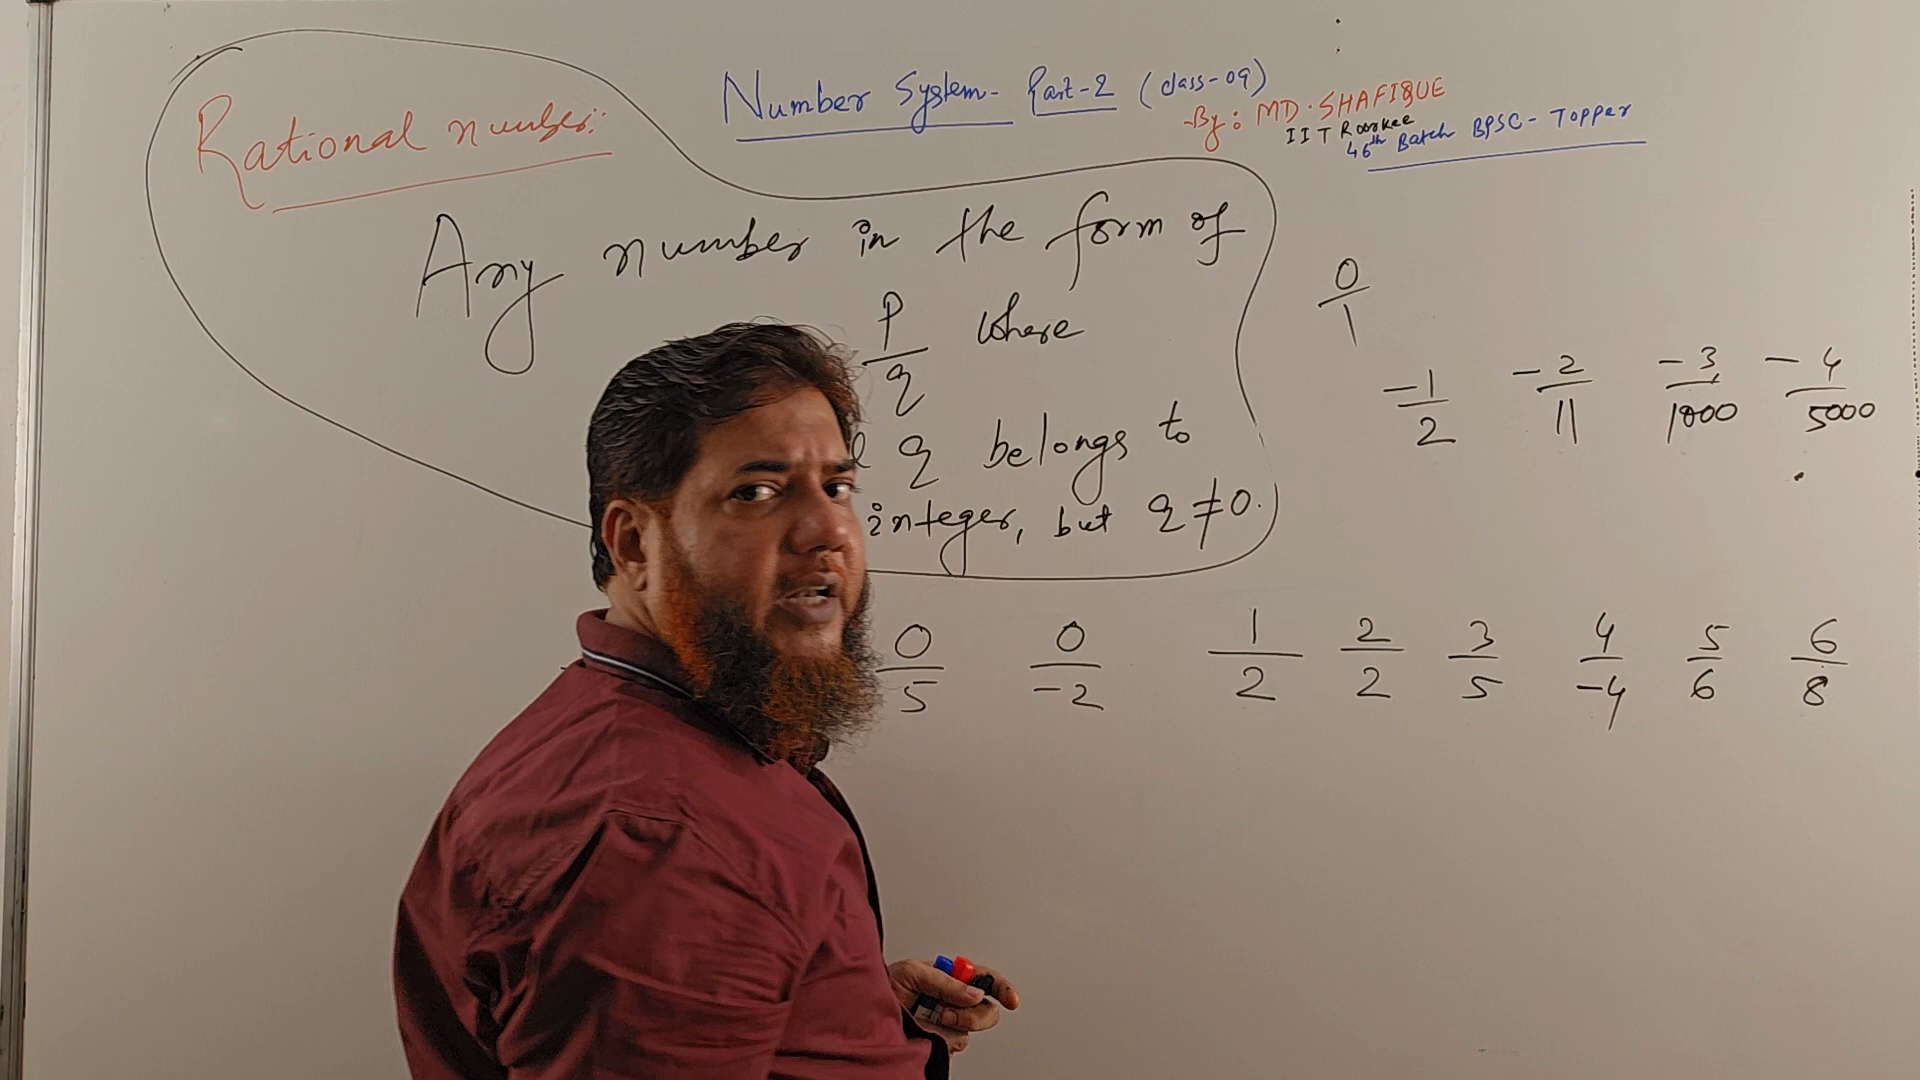 Number System- Part-2 (class-09)
By: MD. SHAFIQUE
IIT Roorkee
46th Batch BPSC - Topper
Rational number:
Any number in the form of
P/q where
q belongs to
integer, but q ≠ 0.
0/1
-1/2 -2/11 -3/1000 -4/5000
0/5 0/-2 1/2 2/2 3/5 4/-4 5/6 6/8